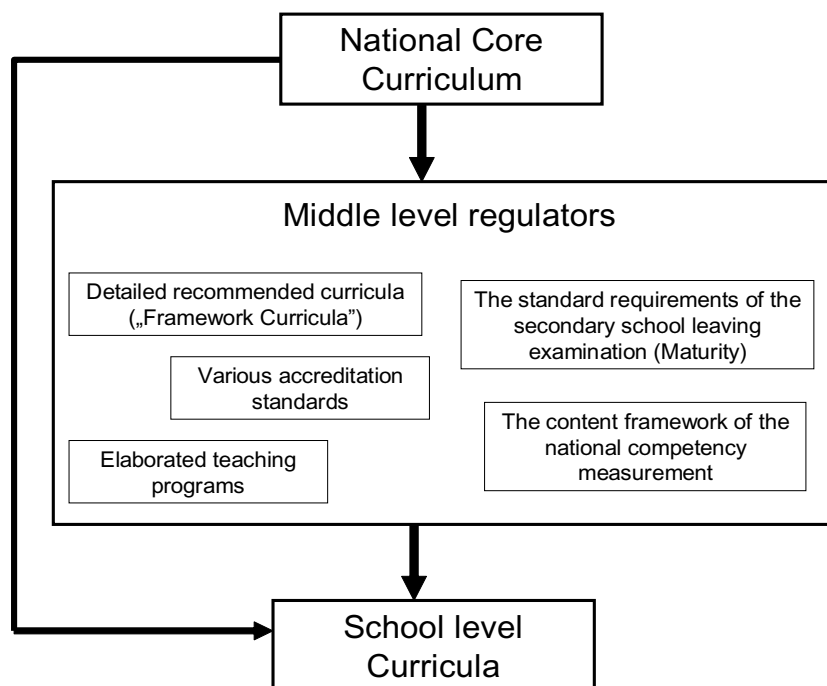 National Core
Curriculum
Middle level regulators
Detailed recommended curricula
(„Framework Curricula”)
Various accreditation
standards
Elaborated teaching
programs
The standard requirements of the
secondary school leaving
examination (Maturity)
The content framework of the
national competency
measurement
School level
Curricula